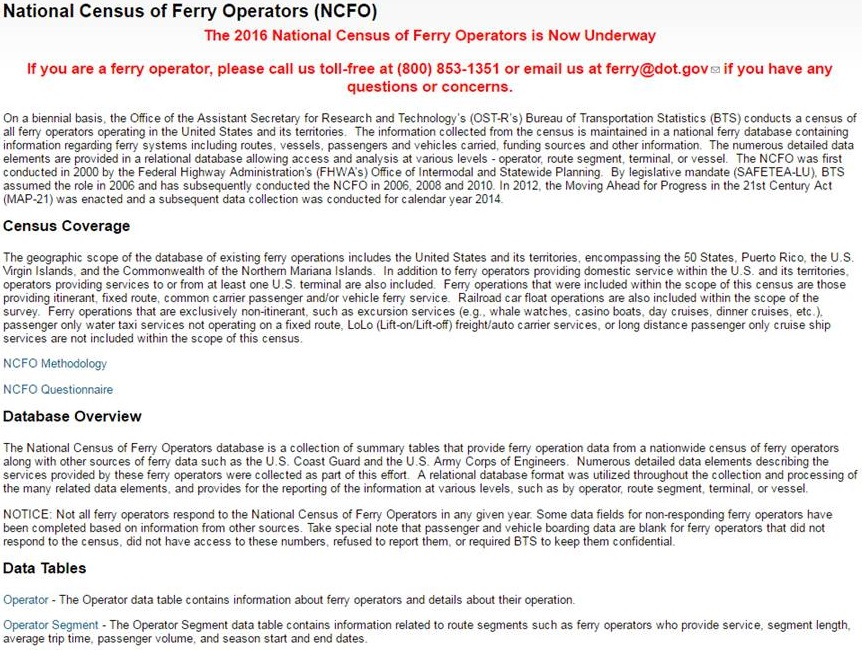 National Census of Ferry Operators (NCFO)
The 2016 National Census of Ferry Operators is Now Underway
If you are a ferry operator, please call us toll-free at (800) 853-1351 or email us at ferry@dot.gov if you have any
questions or concerns.
On a biennial basis, the Office of the Assistant Secretary for Research and Technology's (OST-R's) Bureau of Transportation Statistics (BTS) conducts a census of
all ferry operators operating in the United States and its territories.  The information collected from the census is maintained in a national ferry database containing
information regarding ferry systems including routes, vessels, passengers and vehicles carried, funding sources and other information.  The numerous detailed data
elements are provided in a relational database allowing access and analysis at various levels - operator, route segment, terminal, or vessel.  The NCFO was first
conducted in 2000 by the Federal Highway Administration's (FHWA's) Office of Intermodal and Statewide Planning.  By legislative mandate (SAFETEA-LU), BTS
assumed the role in 2006 and has subsequently conducted the NCFO in 2006, 2008 and 2010. In 2012, the Moving Ahead for Progress in the 21st Century Act
(MAP-21) was enacted and a subsequent data collection was conducted for calendar year 2014.
Census Coverage
The geographic scope of the database of existing ferry operations includes the United States and its territories, encompassing the 50 States, Puerto Rico, the U.S.
Virgin Islands, and the Commonwealth of the Northern Mariana Islands.  In addition to ferry operators providing domestic service within the U.S. and its territories,
operators providing services to or from at least one U.S. terminal are also included.  Ferry operations that were included within the scope of this census are those
providing itinerant, fixed route, common carrier passenger and/or vehicle ferry service.  Railroad car float operations are also included within the scope of the
survey.  Ferry operations that are exclusively non-itinerant, such as excursion services (e.g., whale watches, casino boats, day cruises, dinner cruises, etc.),
passenger only water taxi services not operating on a fixed route, LoLo (Lift-on/Lift-off) freight/auto carrier services, or long distance passenger only cruise ship
services are not included within the scope of this census.
NCFO Methodology
NCFO Questionnaire
Database Overview
The National Census of Ferry Operators database is a collection of summary tables that provide ferry operation data from a nationwide census of ferry operators
along with other sources of ferry data such as the U.S. Coast Guard and the U.S. Army Corps of Engineers.  Numerous detailed data elements describing the
services provided by these ferry operators were collected as part of this effort.  A relational database format was utilized throughout the collection and processing of
the many related data elements, and provides for the reporting of the information at various levels, such as by operator, route segment, terminal, or vessel.
NOTICE: Not all ferry operators respond to the National Census of Ferry Operators in any given year. Some data fields for non-responding ferry operators have
been completed based on information from other sources. Take special note that passenger and vehicle boarding data are blank for ferry operators that did not
respond to the census, did not have access to these numbers, refused to report them, or required BTS to keep them confidential.
Data Tables
Operator - The Operator data table contains information about ferry operators and details about their operation.
Operator Segment - The Operator Segment data table contains information related to route segments such as ferry operators who provide service, segment length,
average trip time, passenger volume, and season start and end dates.